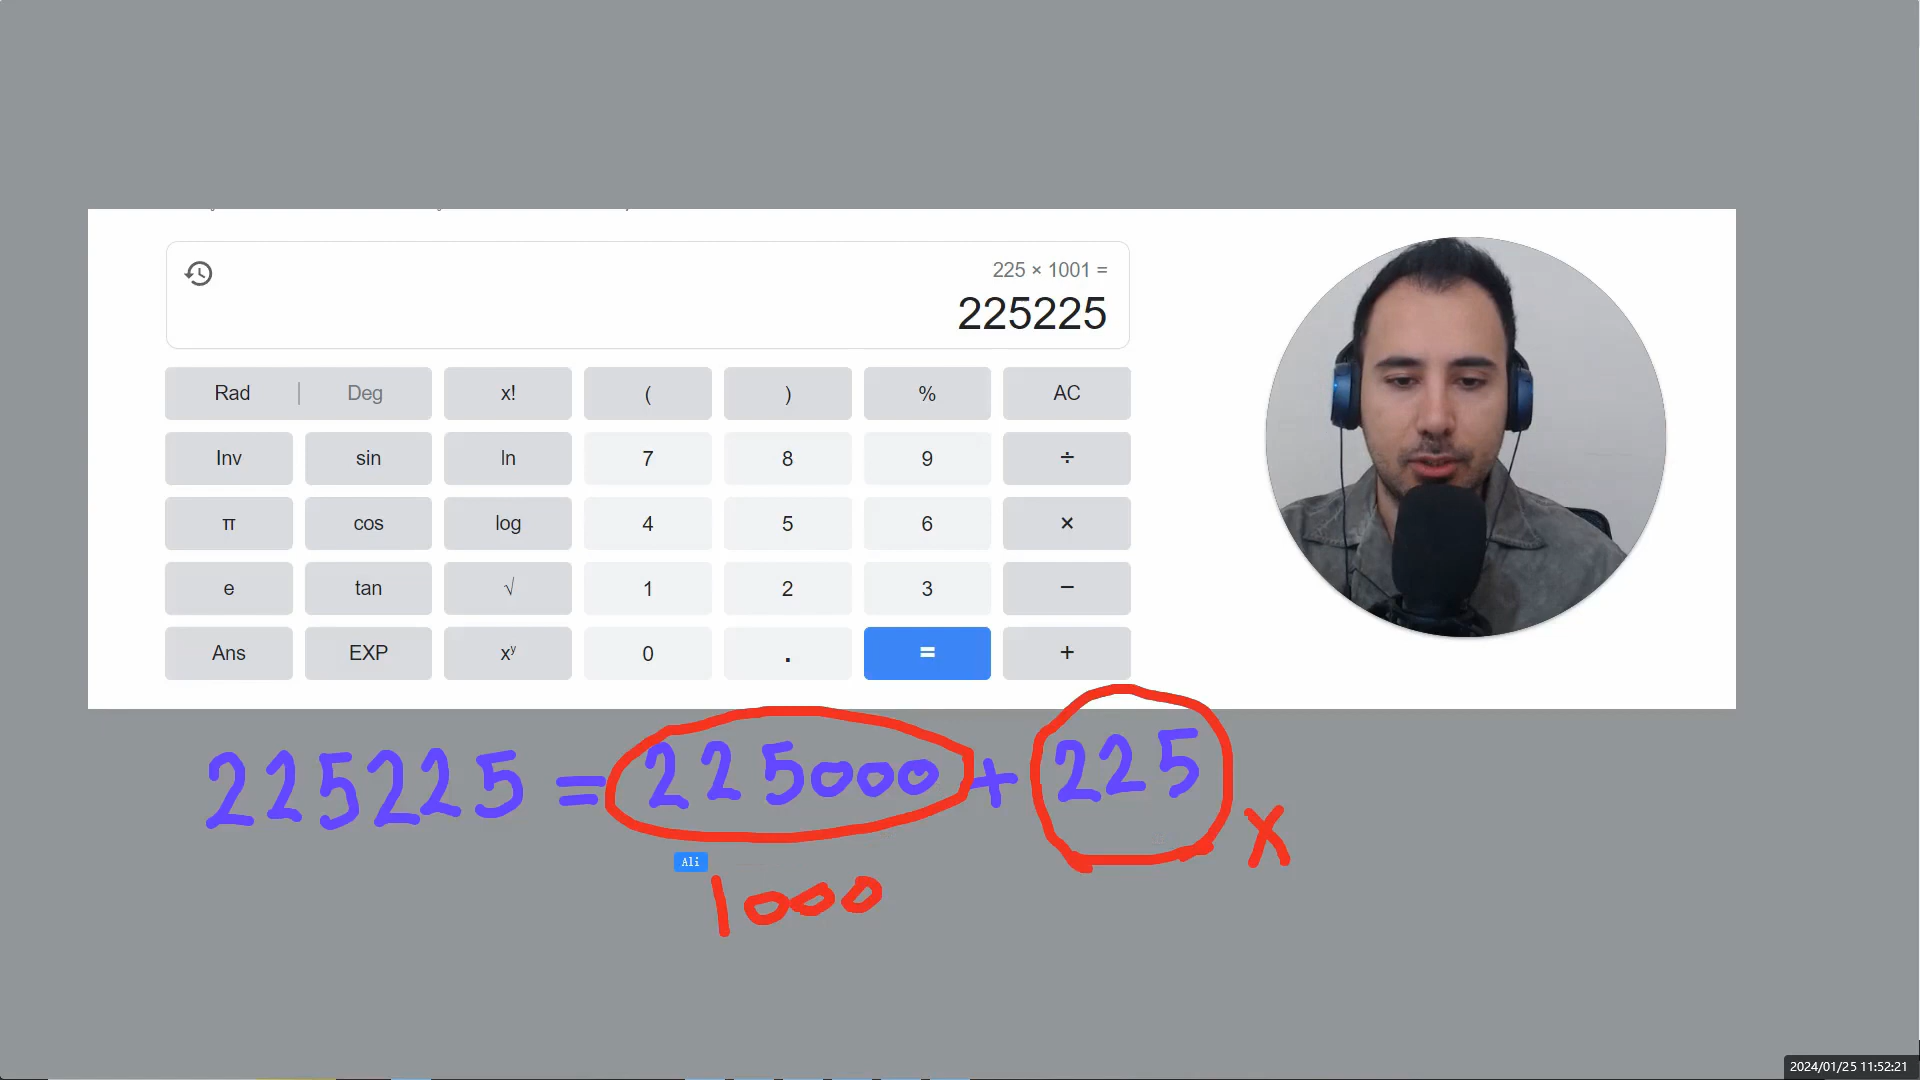 225 × 1001 =
225225
Rad | Deg x! ( ) % AC
Inv sin ln 7 8 9 ÷
π cos log 4 5 6 ×
e tan √ 1 2 3 −
Ans EXP xʸ 0 . = +
225225 = 225000 + 225
x
Ali
1000
2024/01/25 11:52:21